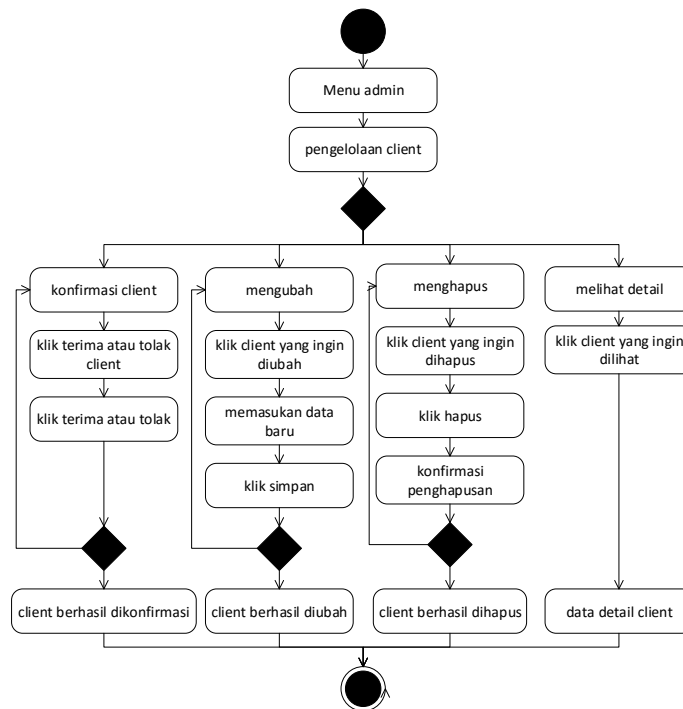 Menu admin
pengelolaan client
konfirmasi client
klik terima atau tolak
client
klik terima atau tolak
client berhasil dikonfirmasi
mengubah
klik client yang ingin
diubah
memasukan data
baru
klik simpan
client berhasil diubah
menghapus
klik client yang ingin
dihapus
klik hapus
konfirmasi
penghapusan
client berhasil dihapus
melihat detail
klik client yang ingin
dilihat
data detail client